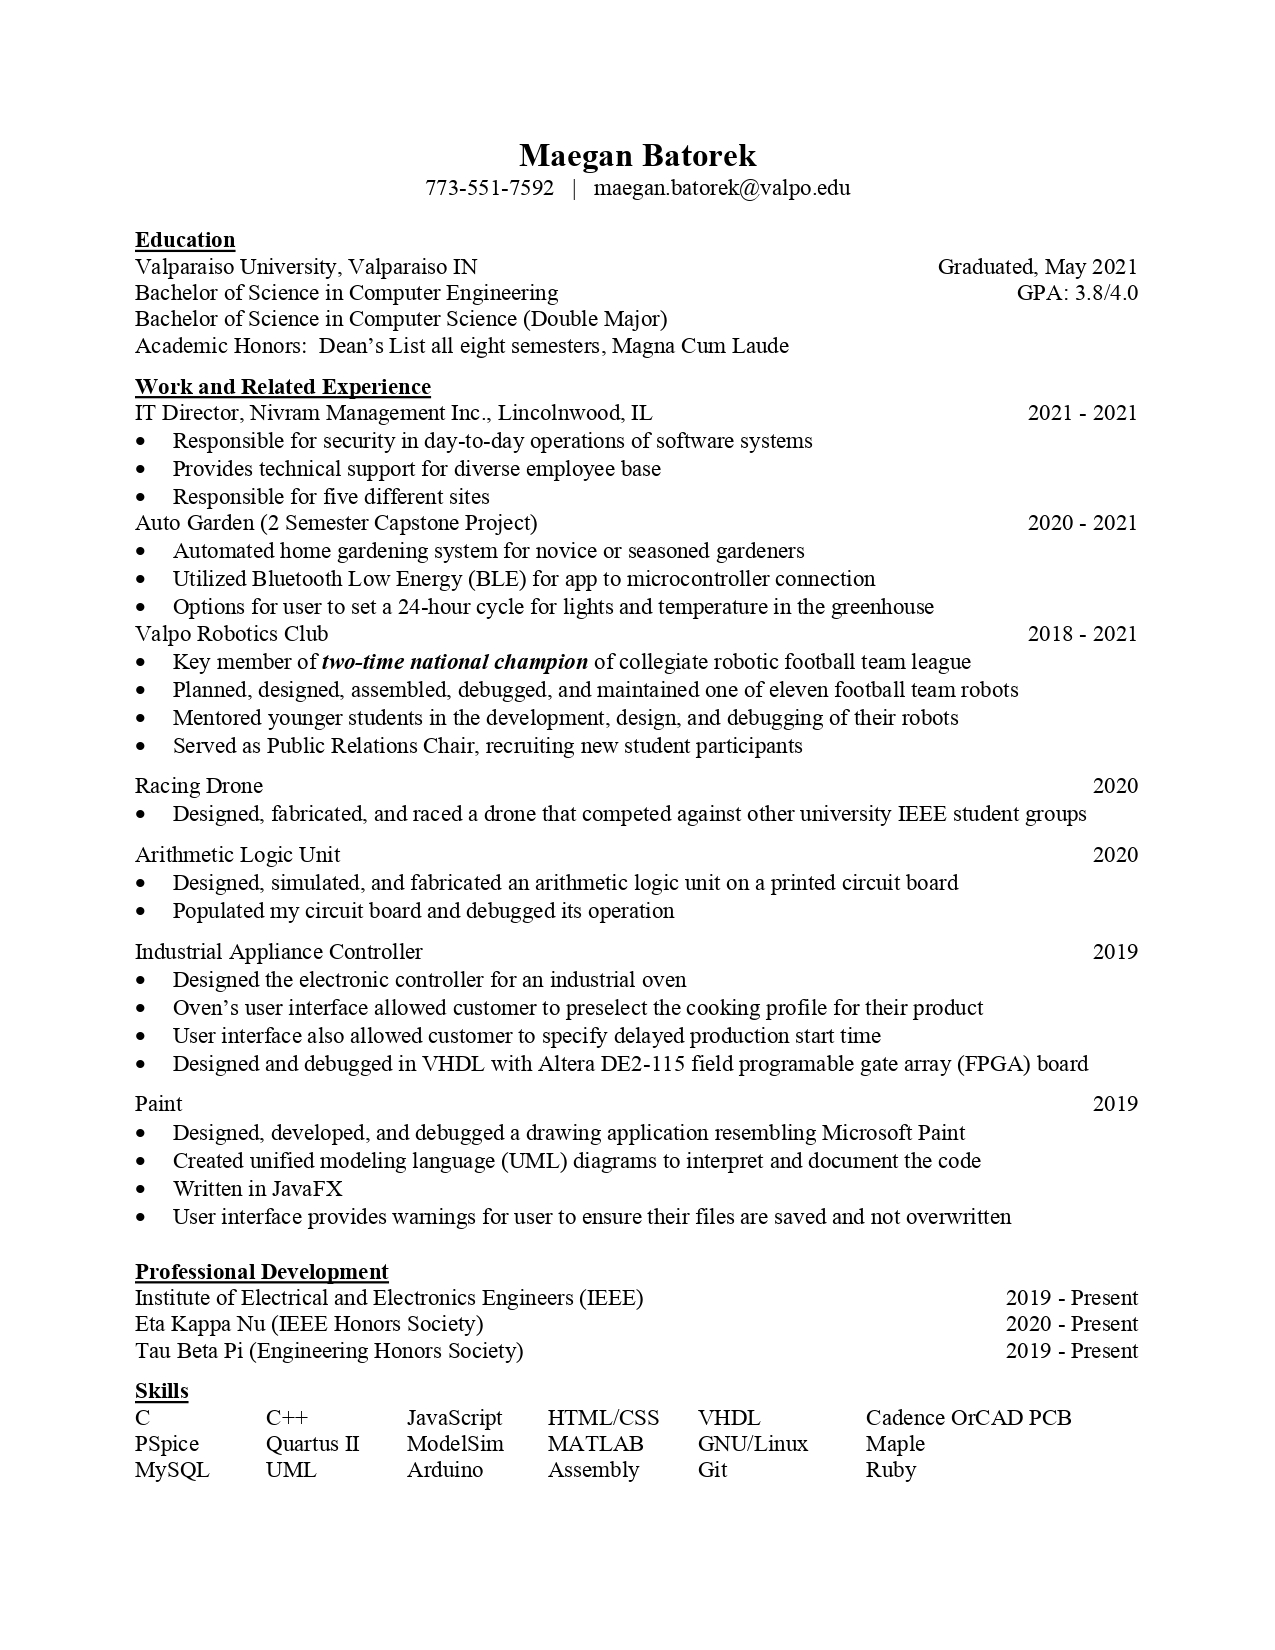 Maegan Batorek
773-551-7592 | maegan.batorek@valpo.edu
Education
Valparaiso University, Valparaiso IN Graduated, May 2021
Bachelor of Science in Computer Engineering GPA: 3.8/4.0
Bachelor of Science in Computer Science (Double Major)
Academic Honors: Dean's List all eight semesters, Magna Cum Laude
Work and Related Experience
IT Director, Nivram Management Inc., Lincolnwood, IL 2021 - 2021
• Responsible for security in day-to-day operations of software systems
• Provides technical support for diverse employee base
• Responsible for five different sites
Auto Garden (2 Semester Capstone Project) 2020 - 2021
• Automated home gardening system for novice or seasoned gardeners
• Utilized Bluetooth Low Energy (BLE) for app to microcontroller connection
• Options for user to set a 24-hour cycle for lights and temperature in the greenhouse
Valpo Robotics Club 2018 - 2021
• Key member of two-time national champion of collegiate robotic football team league
• Planned, designed, assembled, debugged, and maintained one of eleven football team robots
• Mentored younger students in the development, design, and debugging of their robots
• Served as Public Relations Chair, recruiting new student participants
Racing Drone 2020
• Designed, fabricated, and raced a drone that competed against other university IEEE student groups
Arithmetic Logic Unit 2020
• Designed, simulated, and fabricated an arithmetic logic unit on a printed circuit board
• Populated my circuit board and debugged its operation
Industrial Appliance Controller 2019
• Designed the electronic controller for an industrial oven
• Oven's user interface allowed customer to preselect the cooking profile for their product
• User interface also allowed customer to specify delayed production start time
• Designed and debugged in VHDL with Altera DE2-115 field programable gate array (FPGA) board
Paint 2019
• Designed, developed, and debugged a drawing application resembling Microsoft Paint
• Created unified modeling language (UML) diagrams to interpret and document the code
• Written in JavaFX
• User interface provides warnings for user to ensure their files are saved and not overwritten
Professional Development
Institute of Electrical and Electronics Engineers (IEEE) 2019 - Present
Eta Kappa Nu (IEEE Honors Society) 2020 - Present
Tau Beta Pi (Engineering Honors Society) 2019 - Present
Skills
C C++ JavaScript HTML/CSS VHDL Cadence OrCAD PCB
PSpice Quartus II ModelSim MATLAB GNU/Linux Maple
MySQL UML Arduino Assembly Git Ruby